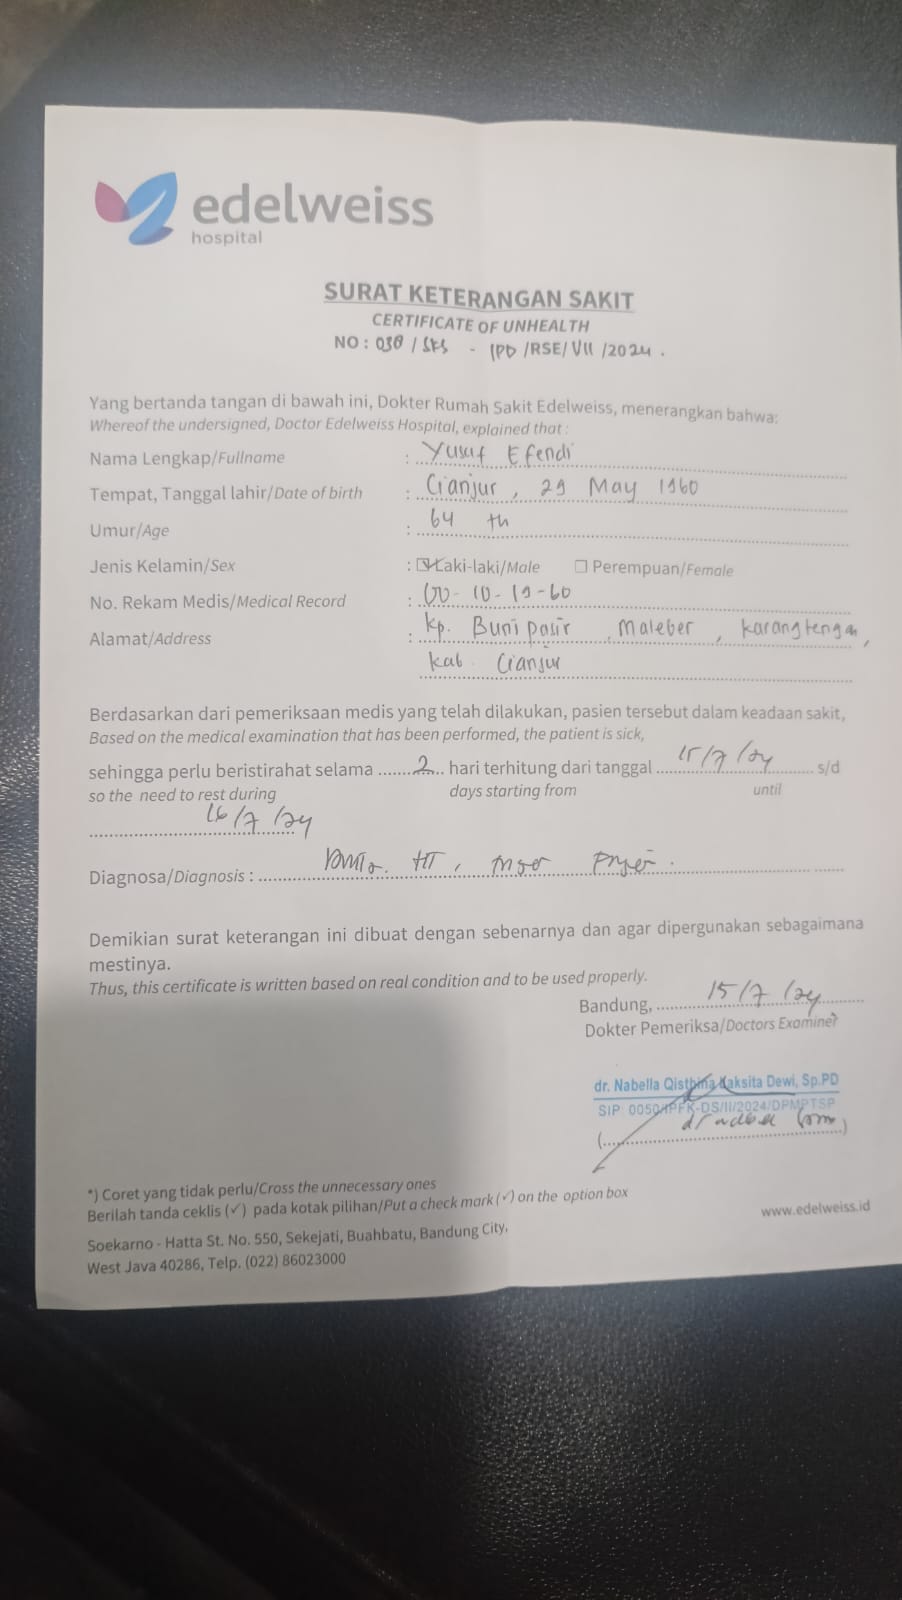 edelweiss
hospital
SURAT KETERANGAN SAKIT
CERTIFICATE OF UNHEALTH
NO : 038 / SKS - IPD /RSE/ VII /2024 .
Yang bertanda tangan di bawah ini, Dokter Rumah Sakit Edelweiss, menerangkan bahwa:
Whereof the undersigned, Doctor Edelweiss Hospital, explained that :
Nama Lengkap/Fullname : Yusuf Efendi
Tempat, Tanggal lahir/Date of birth : Cianjur , 29 May 1960
Umur/Age : 64 th
Jenis Kelamin/Sex : ☑ Laki-laki/Male ☐ Perempuan/Female
No. Rekam Medis/Medical Record : 00-10-19-60
Alamat/Address : kp. Buni pasir , Maleber , karangtengah,
kab. Cianjur
Berdasarkan dari pemeriksaan medis yang telah dilakukan, pasien tersebut dalam keadaan sakit,
Based on the medical examination that has been performed, the patient is sick,
sehingga perlu beristirahat selama 2 hari terhitung dari tanggal 15/7/24 s/d
so the need to rest during days starting from until
16/7/24
Diagnosa/Diagnosis : HT,
Demikian surat keterangan ini dibuat dengan sebenarnya dan agar dipergunakan sebagaimana
mestinya.
Thus, this certificate is written based on real condition and to be used properly.
Bandung, 15/7/24
Dokter Pemeriksa/Doctors Examiner
dr. Nabella Qisthina Laksita Dewi, Sp.PD
SIP: 0050/IPFK-DS/II/2024/DPMPTSP
*) Coret yang tidak perlu/Cross the unnecessary ones
Berilah tanda ceklis (✓) pada kotak pilihan/Put a check mark (✓) on the option box
www.edelweiss.id
Soekarno - Hatta St. No. 550, Sekejati, Buahbatu, Bandung City,
West Java 40286, Telp. (022) 86023000